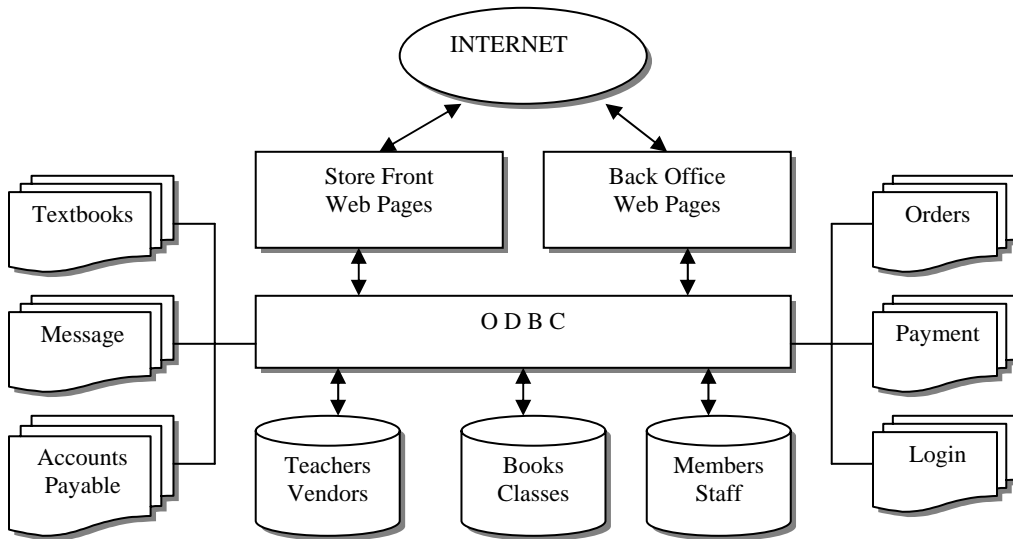 INTERNET
Store Front
Web Pages
Back Office
Web Pages
Textbooks
Orders
O D B C
Message
Payment
Accounts
Payable
Teachers
Vendors
Books
Classes
Members
Staff
Login